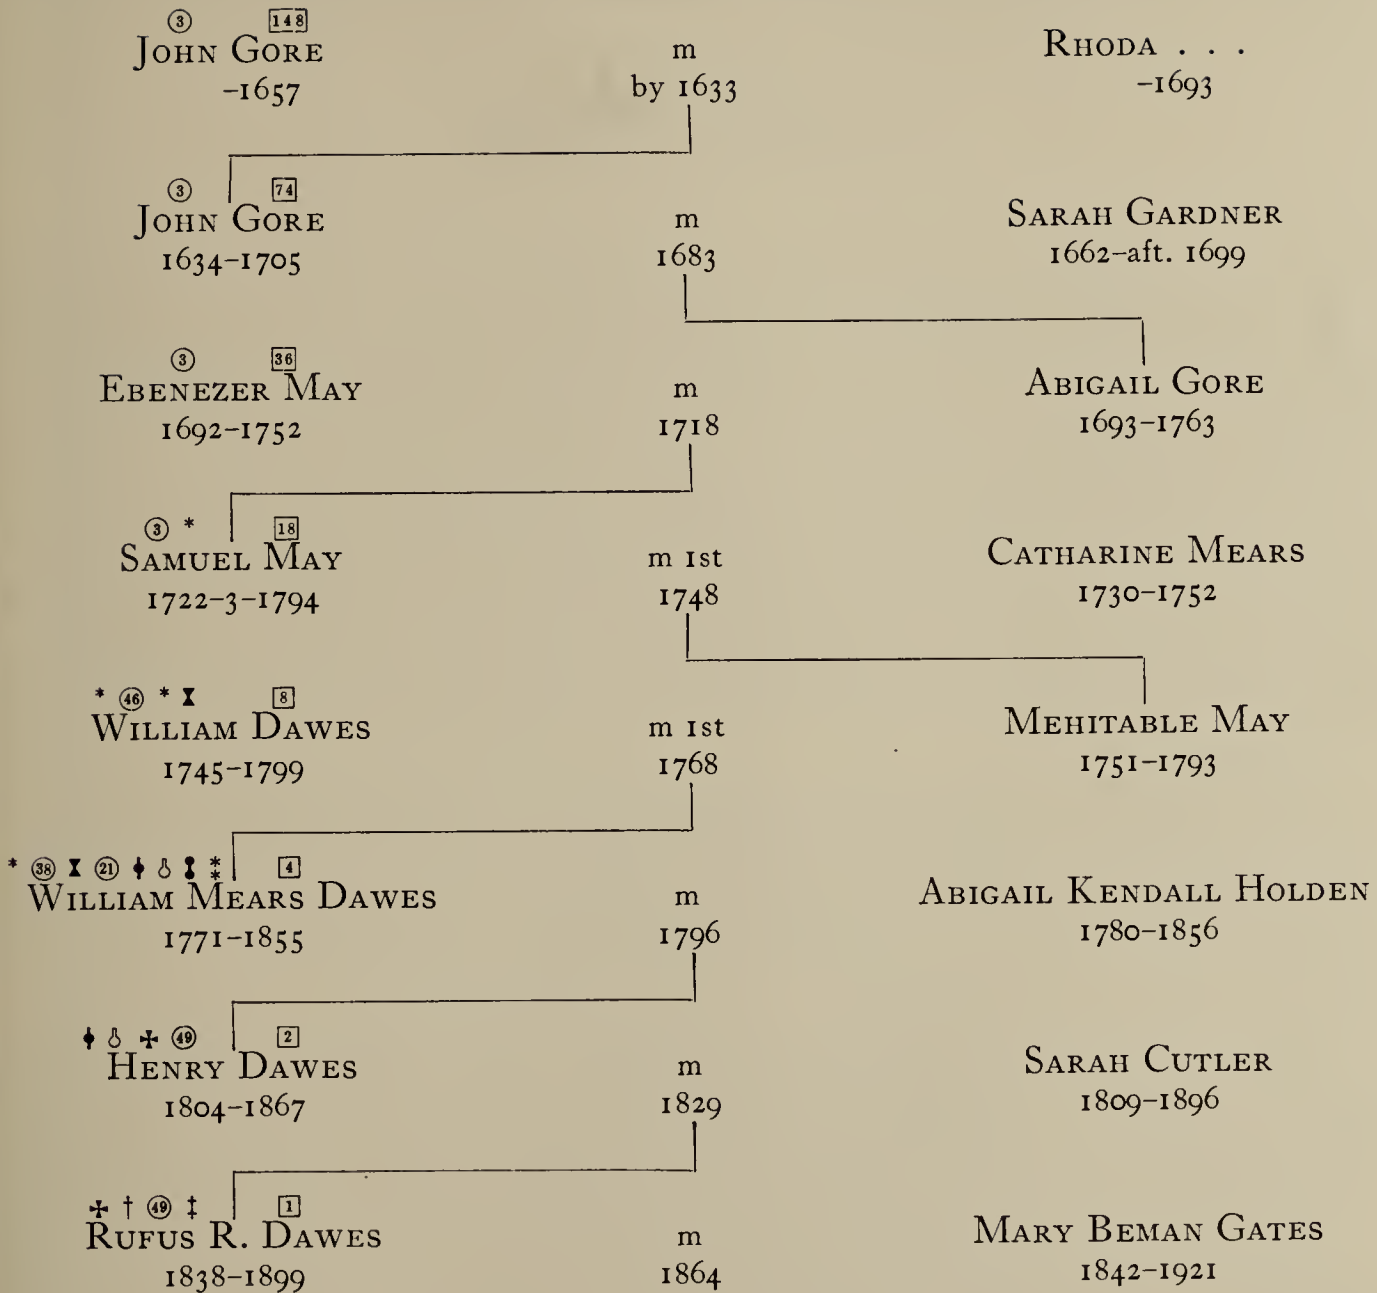 ③ 148
JOHN GORE m RHODA . . .
-1657 by 1633 -1693
③ 74
JOHN GORE m SARAH GARDNER
1634-1705 1683 1662-aft. 1699
③ 36
EBENEZER MAY m ABIGAIL GORE
1692-1752 1718 1693-1763
③ * 18
SAMUEL MAY m 1st CATHARINE MEARS
1722-3-1794 1748 1730-1752
* ㊻ * 8
WILLIAM DAWES m 1st MEHITABLE MAY
1745-1799 1768 1751-1793
* ㊳ ㉑ ⁑ 4
WILLIAM MEARS DAWES m ABIGAIL KENDALL HOLDEN
1771-1855 1796 1780-1856
✢ ㊾ 2
HENRY DAWES m SARAH CUTLER
1804-1867 1829 1809-1896
✢ † ㊾ ‡ 1
RUFUS R. DAWES m MARY BEMAN GATES
1838-1899 1864 1842-1921